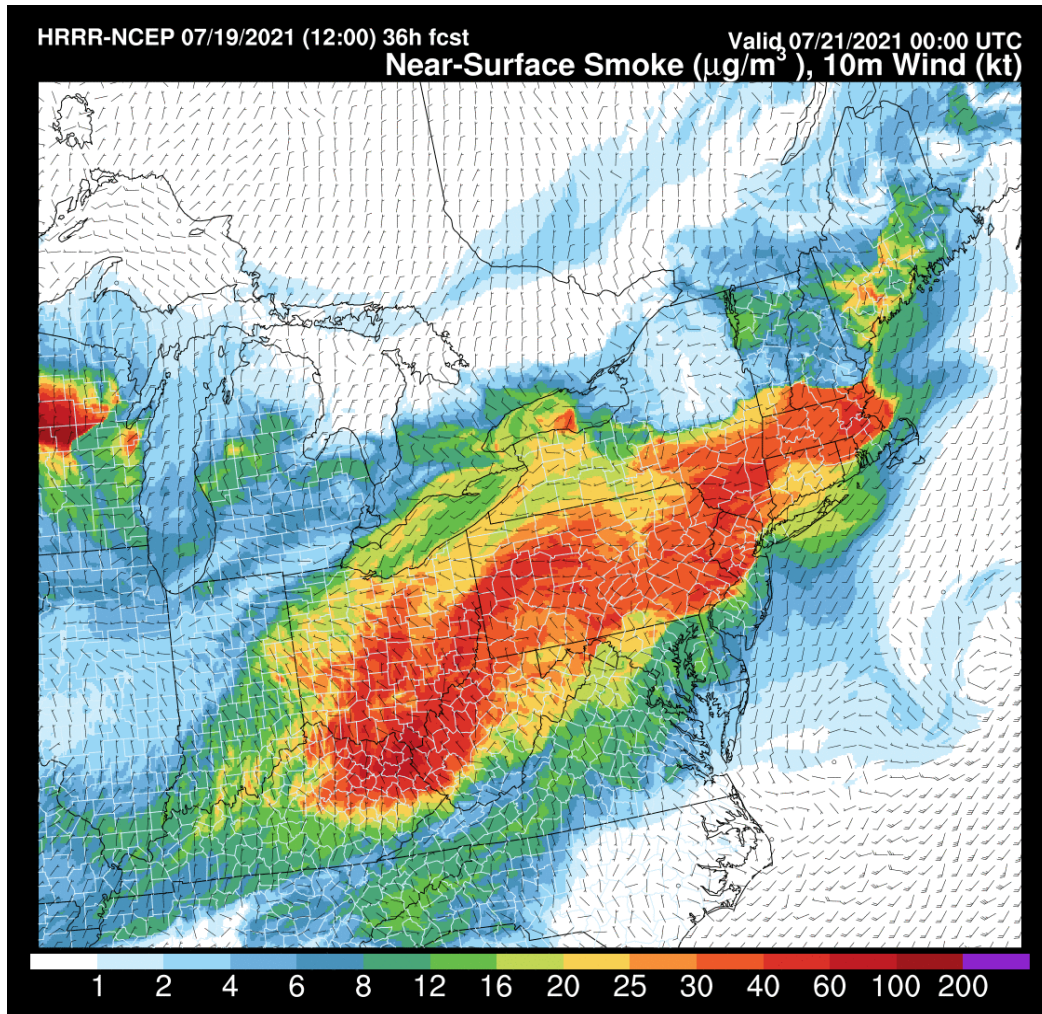 HRRR-NCEP 07/19/2021 (12:00) 36h fcst
Valid 07/21/2021 00:00 UTC
Near-Surface Smoke (μg/m³ ), 10m Wind (kt)
1 2 4 6 8 12 16 20 25 30 40 60 100 200